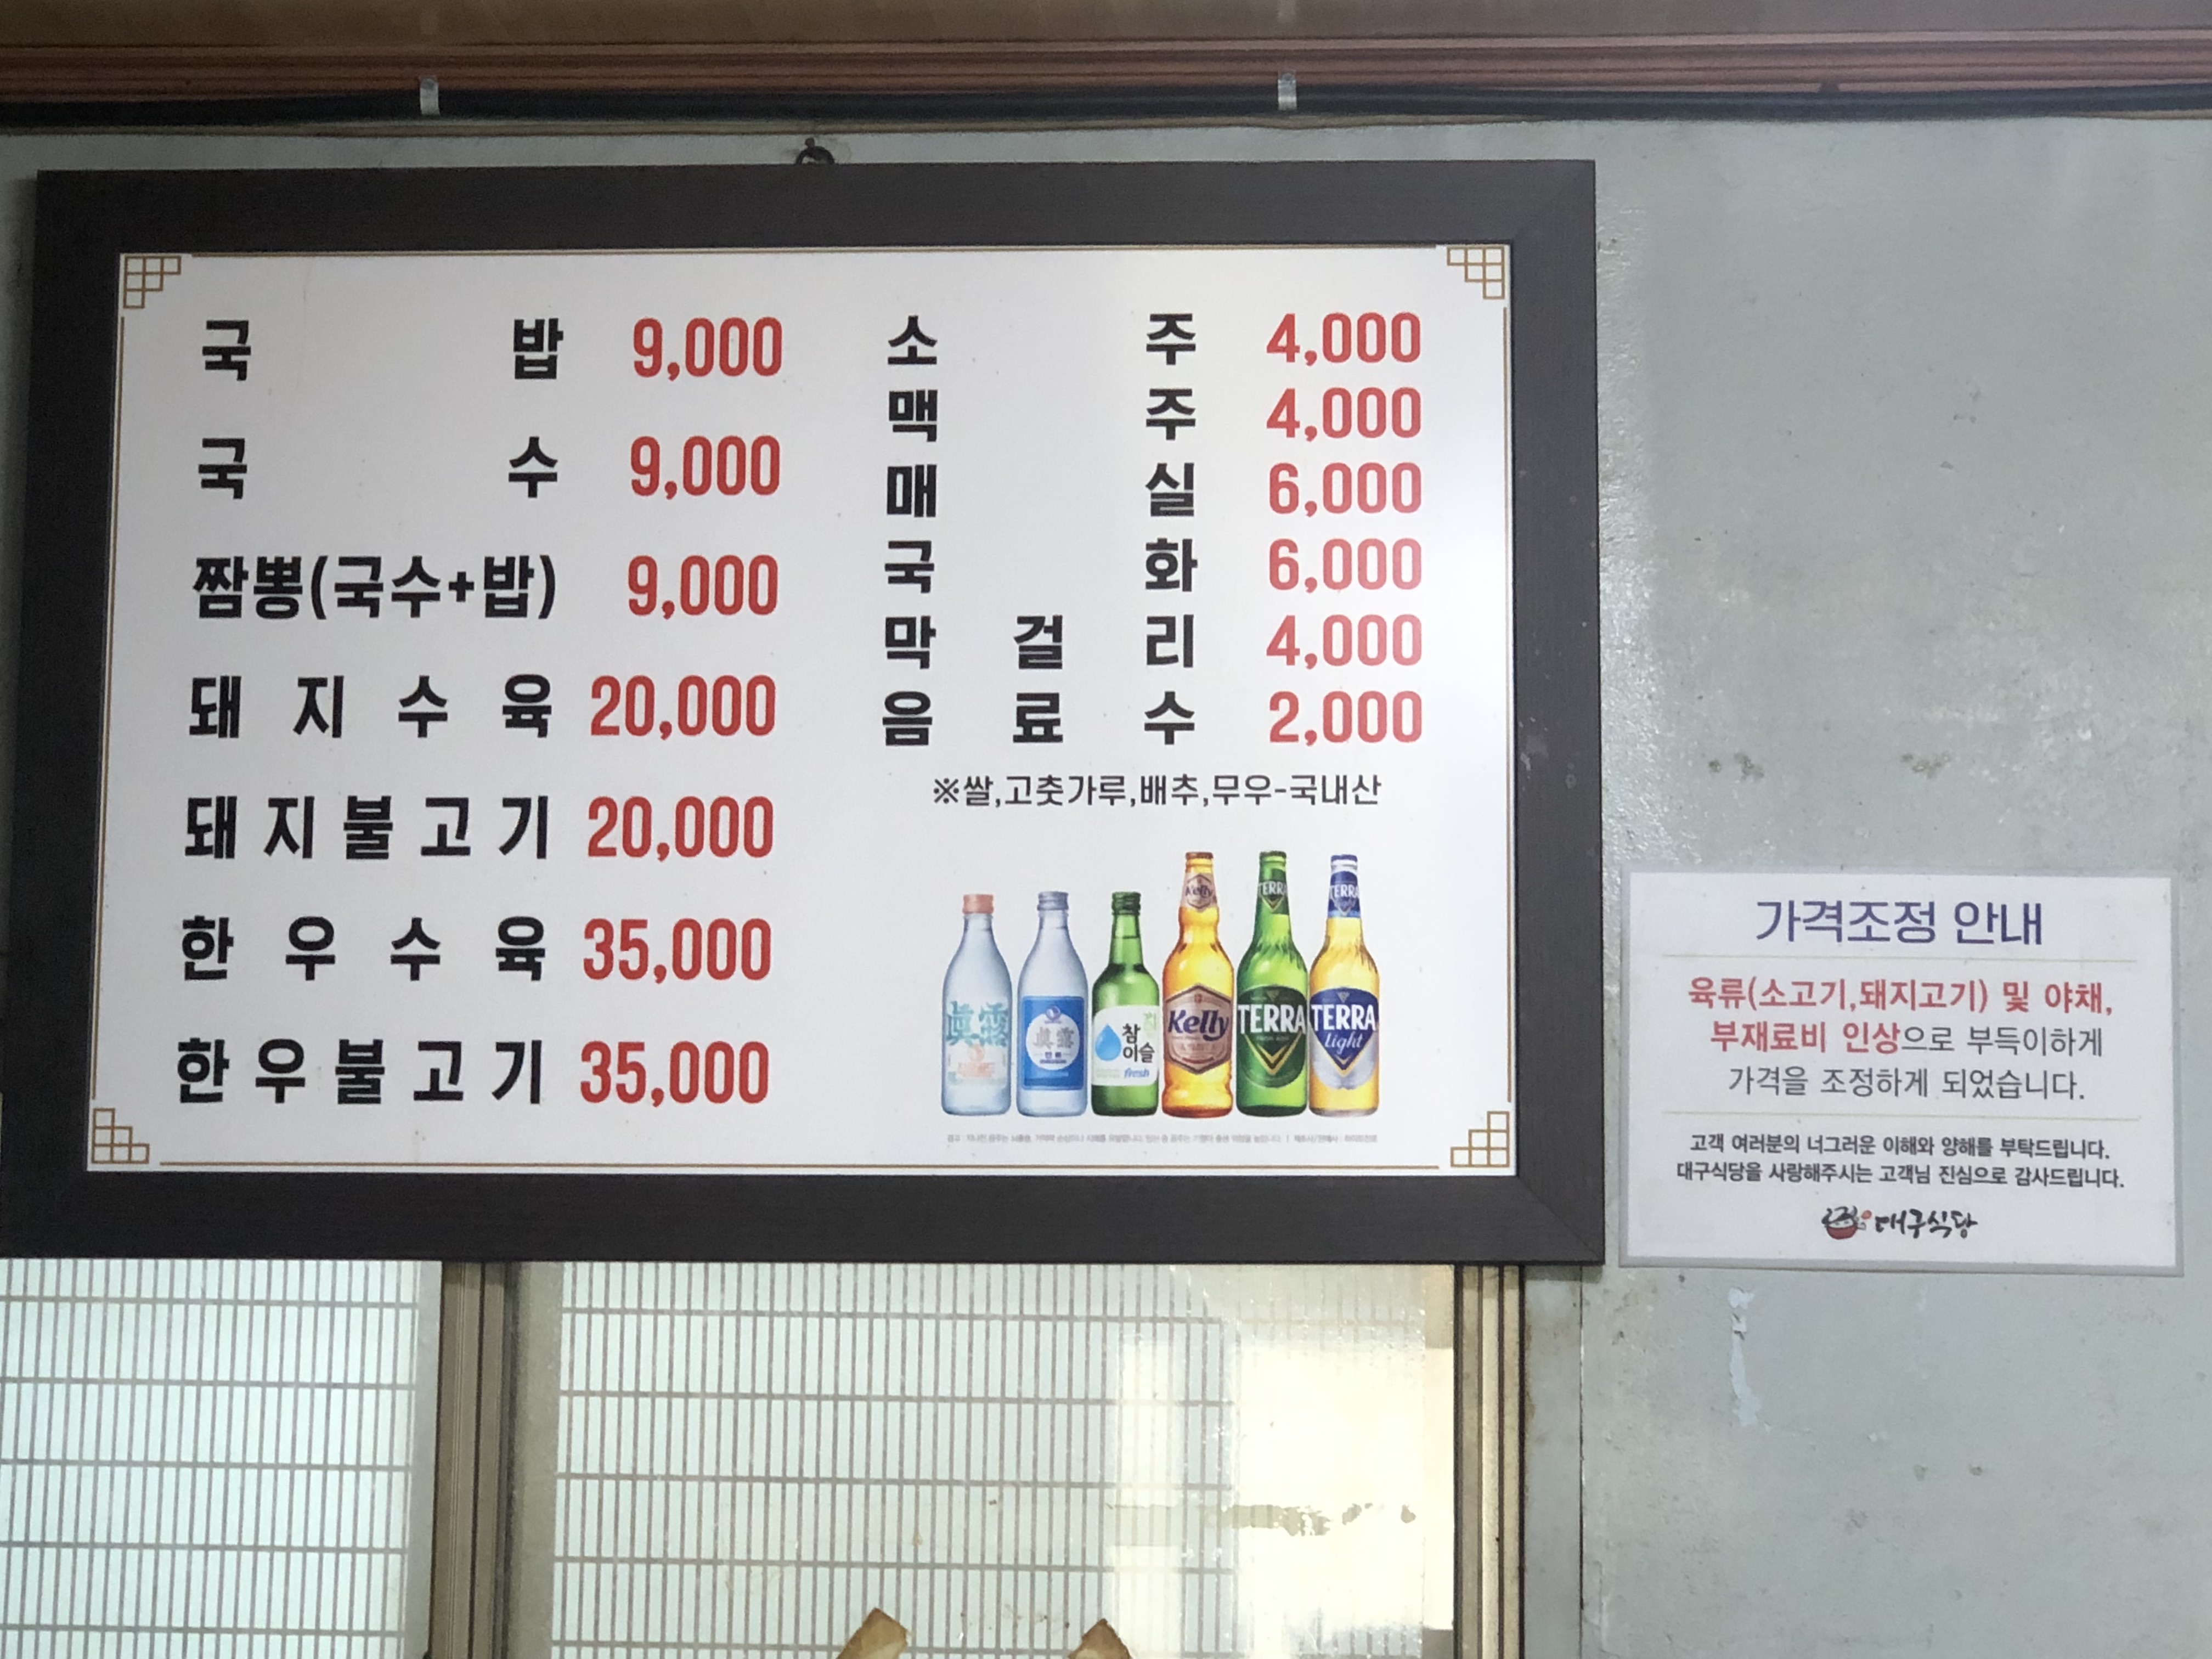 국밥 9,000
국수 9,000
짬뽕(국수+밥) 9,000
돼지수육 20,000
돼지불고기 20,000
한우수육 35,000
한우불고기 35,000
소주 4,000
맥주 4,000
매실 6,000
국화 6,000
막걸리 4,000
음료수 2,000
※쌀,고춧가루,배추,무우-국내산
眞露
眞露
참이슬
fresh
Kelly
Kelly
TERRA
TERRA
TERRA
TERRA
Light
가격조정 안내
육류(소고기,돼지고기) 및 야채,
부재료비 인상으로 부득이하게
가격을 조정하게 되었습니다.
고객 여러분의 너그러운 이해와 양해를 부탁드립니다.
대구식당을 사랑해주시는 고객님 진심으로 감사드립니다.
대구식당